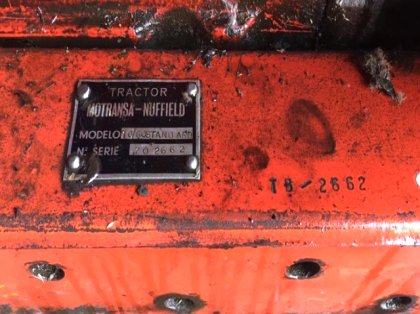 TRACTOR
MOTRANSA-NUFFIELD
MODELO
Nº SERIE 202662
TB-2662